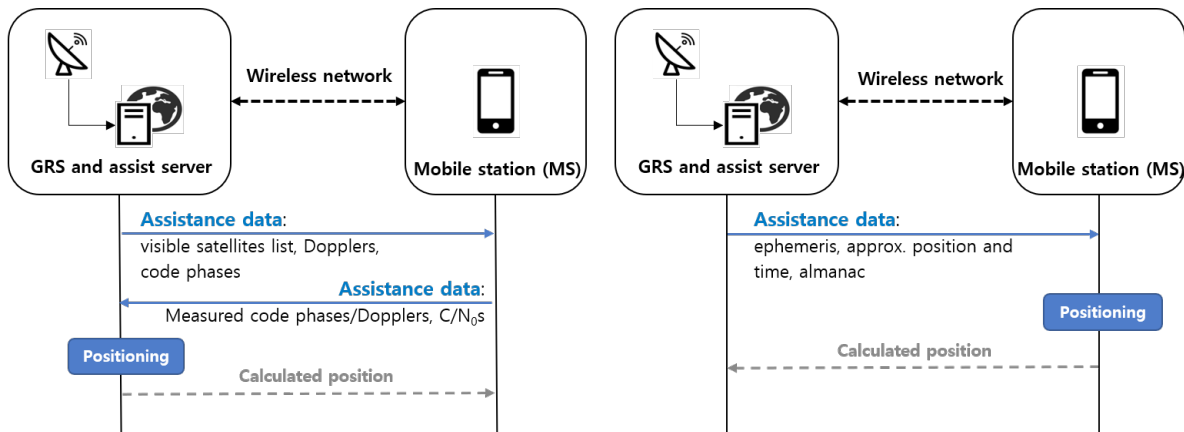 Wireless network
GRS and assist server
Mobile station (MS)
Assistance data:
visible satellites list, Dopplers,
code phases
Assistance data:
Measured code phases/Dopplers, C/N₀s
Positioning
Calculated position
Wireless network
GRS and assist server
Mobile station (MS)
Assistance data:
ephemeris, approx. position and
time, almanac
Positioning
Calculated position